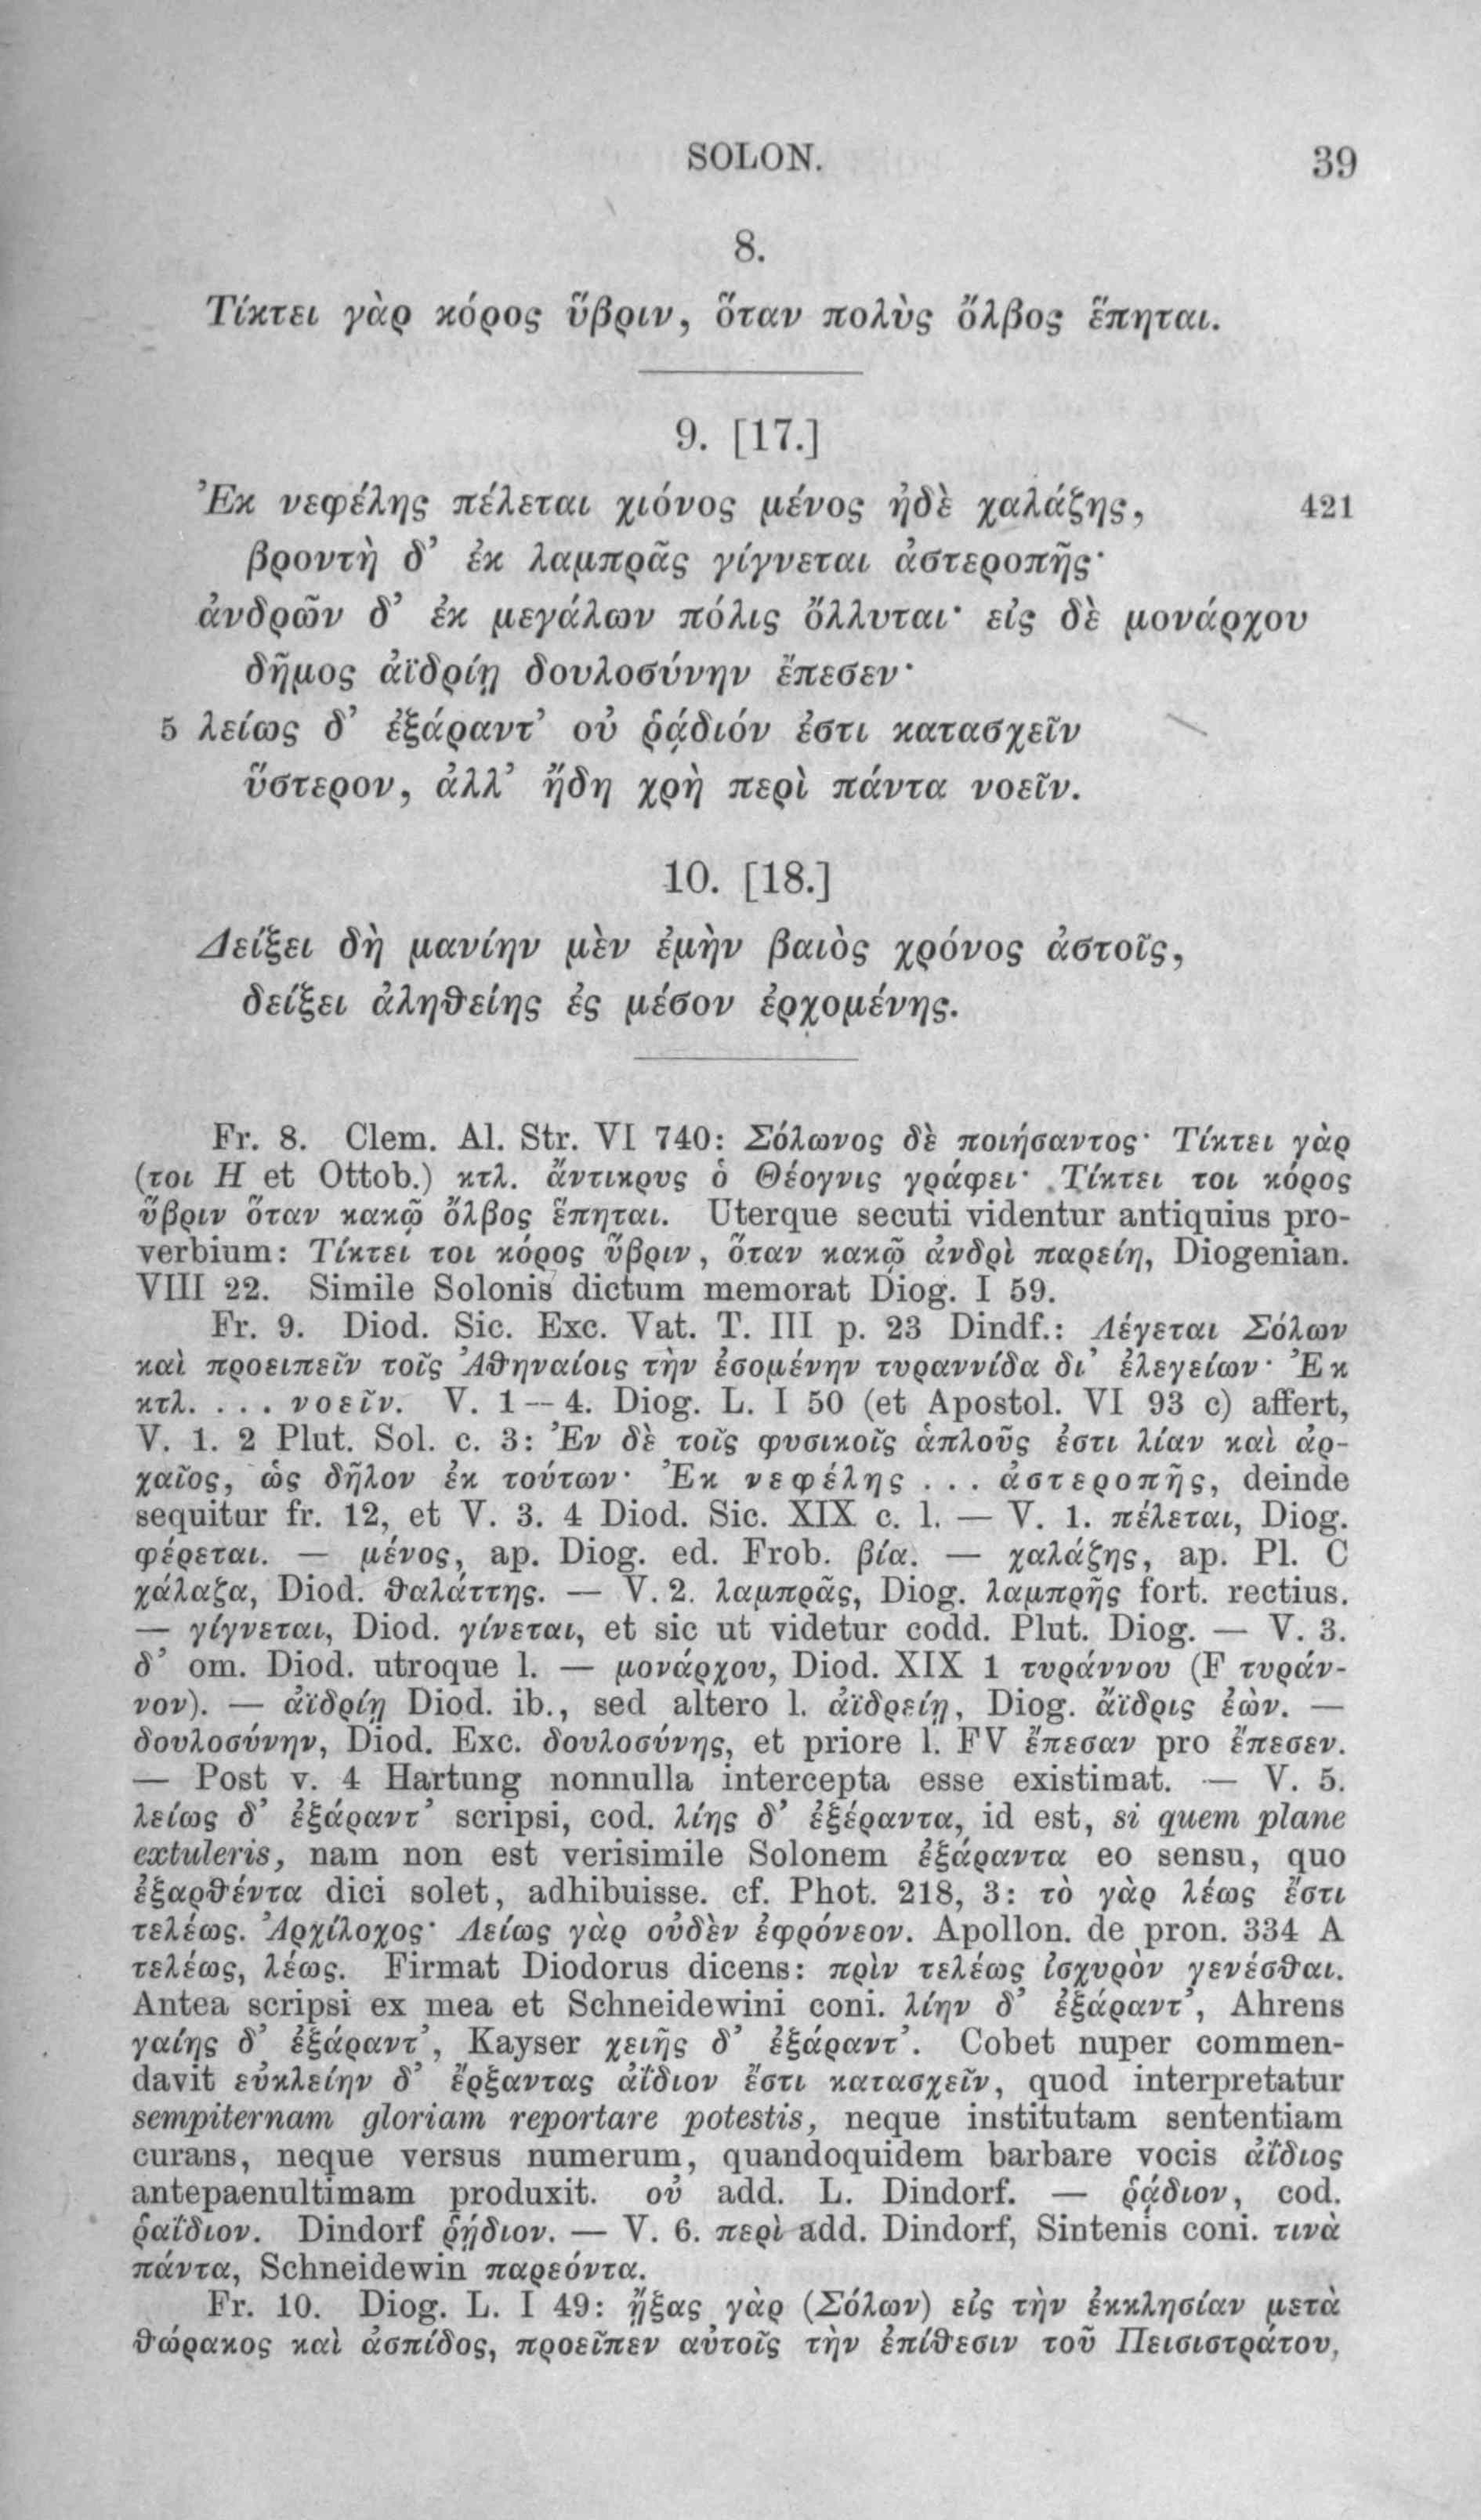 SOLON. 39
8.
Τίκτει γὰρ κόρος ὕβριν, ὅταν πολὺς ὄλβος ἕπηται.
9. [17.]
Ἐκ νεφέλης πέλεται χιόνος μένος ἠδὲ χαλάζης, 421
βροντὴ δ’ ἐκ λαμπρᾶς γίγνεται ἀστεροπῆς·
ἀνδρῶν δ’ ἐκ μεγάλων πόλις ὄλλυται· εἰς δὲ μονάρχου
δῆμος ἀϊδρίῃ δουλοσύνην ἔπεσεν·
5 λείως δ’ ἐξάραντ’ οὐ ῥᾴδιόν ἐστι κατασχεῖν
ὕστερον, ἀλλ’ ἤδη χρὴ περὶ πάντα νοεῖν.
10. [18.]
Δείξει δὴ μανίην μὲν ἐμὴν βαιὸς χρόνος ἀστοῖς,
δείξει ἀληθείης ἐς μέσον ἐρχομένης.
Fr. 8. Clem. Al. Str. VI 740: Σόλωνος δὲ ποιήσαντος· Τίκτει γὰρ
(τοι H et Ottob.) κτλ. ἄντικρυς ὁ Θέογνις γράφει· Τίκτει τοι κόρος
ὕβριν ὅταν κακῷ ὄλβος ἕπηται. Uterque secuti videntur antiquius pro-
verbium: Τίκτει τοι κόρος ὕβριν, ὅταν κακῷ ἀνδρὶ παρείη, Diogenian.
VIII 22. Simile Solonis dictum memorat Diog. I 59.
Fr. 9. Diod. Sic. Exc. Vat. T. III p. 23 Dindf.: Λέγεται Σόλων
καὶ προειπεῖν τοῖς Ἀθηναίοις τὴν ἐσομένην τυραννίδα δι’ ἐλεγείων· Ἐκ
κτλ. . . . νοεῖν. V. 1—4. Diog. L. I 50 (et Apostol. VI 93 c) affert,
V. 1. 2 Plut. Sol. c. 3: Ἐν δὲ τοῖς φυσικοῖς ἁπλοῦς ἐστι λίαν καὶ ἀρ-
χαῖος, ὡς δῆλον ἐκ τούτων· Ἐκ νεφέλης . . . ἀστεροπῆς, deinde
sequitur fr. 12, et V. 3. 4 Diod. Sic. XIX c. 1. — V. 1. πέλεται, Diog.
φέρεται. — μένος, ap. Diog. ed. Frob. βία. — χαλάζης, ap. Pl. C
χάλαζα, Diod. θαλάττης. — V. 2. λαμπρᾶς, Diog. λαμπρῆς fort. rectius.
— γίγνεται, Diod. γίνεται, et sic ut videtur codd. Plut. Diog. — V. 3.
δ’ om. Diod. utroque l. — μονάρχου, Diod. XIX 1 τυράννου (F τυράν-
νον). — ἀϊδρίῃ Diod. ib., sed altero l. ἀϊδρείῃ, Diog. ἄϊδρις ἐὼν. —
δουλοσύνην, Diod. Exc. δουλοσύνης, et priore l. FV ἔπεσαν pro ἔπεσεν.
— Post v. 4 Hartung nonnulla intercepta esse existimat. — V. 5.
λείως δ’ ἐξάραντ’ scripsi, cod. λίης δ’ ἐξέραντα, id est, si quem plane
extuleris, nam non est verisimile Solonem ἐξάραντα eo sensu, quo
ἐξαρθέντα dici solet, adhibuisse. cf. Phot. 218, 3: τὸ γὰρ λέως ἔστι
τελέως. Ἀρχίλοχος· Λείως γὰρ οὐδὲν ἐφρόνεον. Apollon. de pron. 334 A
τελέως, λέως. Firmat Diodorus dicens: πρὶν τελέως ἰσχυρὸν γενέσθαι.
Antea scripsi ex mea et Schneidewini coni. λίην δ’ ἐξάραντ’, Ahrens
γαίης δ’ ἐξάραντ’, Kayser χειῆς δ’ ἐξάραντ’. Cobet nuper commen-
davit εὐκλείην δ’ ἔρξαντας ἀΐδιον ἔστι κατασχεῖν, quod interpretatur
sempiternam gloriam reportare potestis, neque institutam sententiam
curans, neque versus numerum, quandoquidem barbare vocis ἀΐδιος
antepaenultimam produxit. οὐ add. L. Dindorf. — ῥᾴδιον, cod.
ῥαΐδιον. Dindorf ῥῄδιον. — V. 6. περὶ add. Dindorf, Sintenis coni. τινὰ
πάντα, Schneidewin παρεόντα.
Fr. 10. Diog. L. I 49: ᾔξας γὰρ (Σόλων) εἰς τὴν ἐκκλησίαν μετὰ
θώρακος καὶ ἀσπίδος, προεῖπεν αὐτοῖς τὴν ἐπίθεσιν τοῦ Πεισιστράτου,